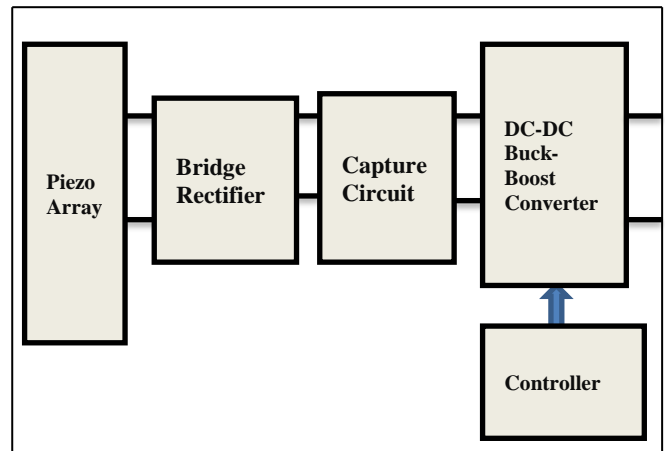 Piezo
Array
Bridge
Rectifier
Capture
Circuit
DC-DC
Buck-
Boost
Converter
Controller